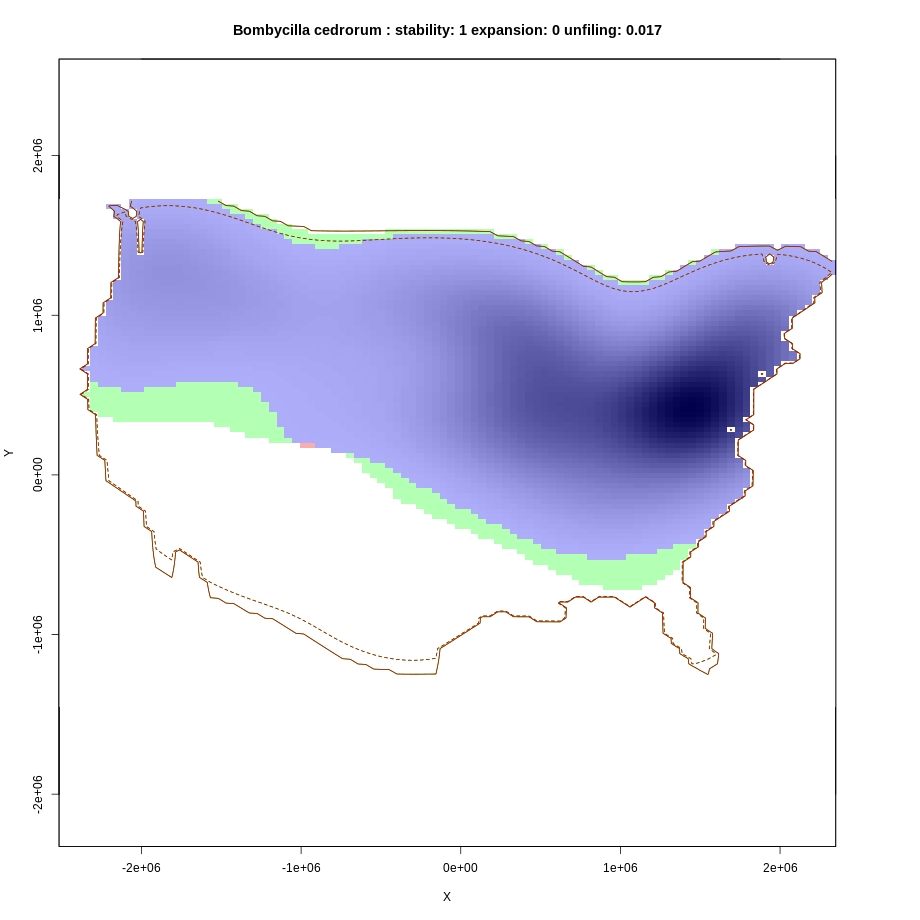 Bombycilla cedrorum : stability: 1 expansion: 0 unfiling: 0.017
2e+06
1e+06
0e+00
-1e+06
-2e+06
Y
-2e+06 -1e+06 0e+00 1e+06 2e+06
X